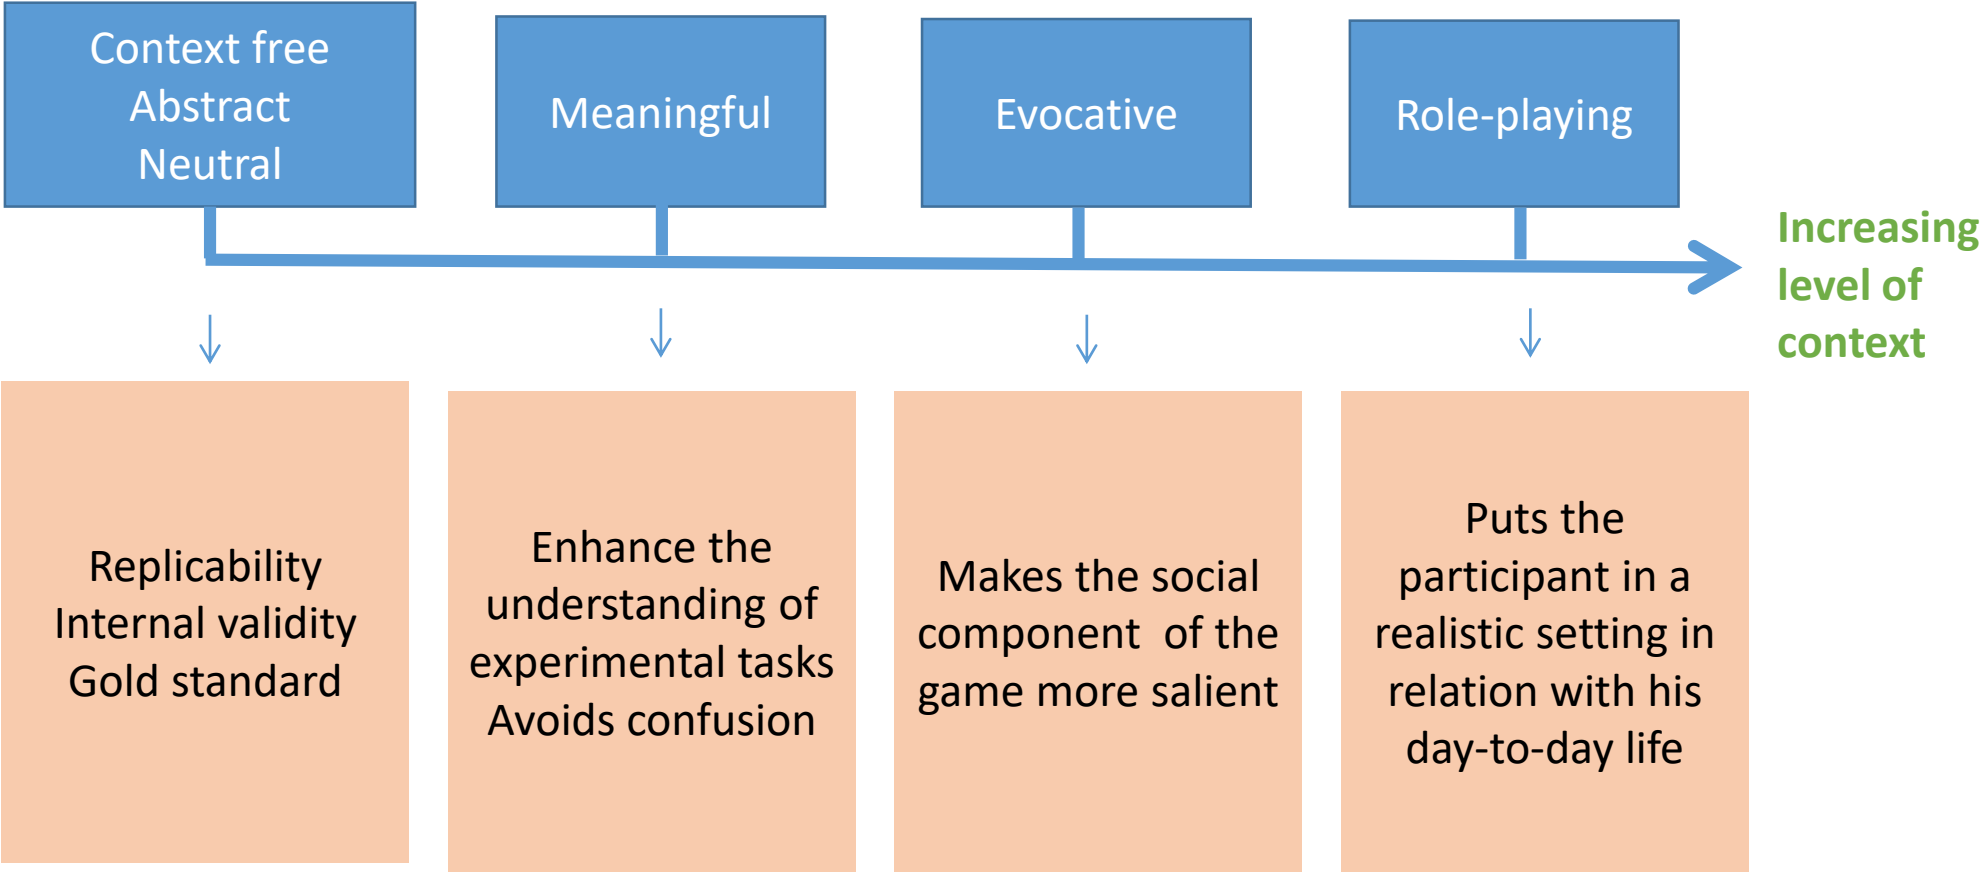 Context free
Abstract
Neutral
Meaningful
Evocative
Role-playing
Increasing
level of
context
Replicability
Internal validity
Gold standard
Enhance the
understanding of
experimental tasks
Avoids confusion
Makes the social
component  of the
game more salient
Puts the
participant in a
realistic setting in
relation with his
day-to-day life